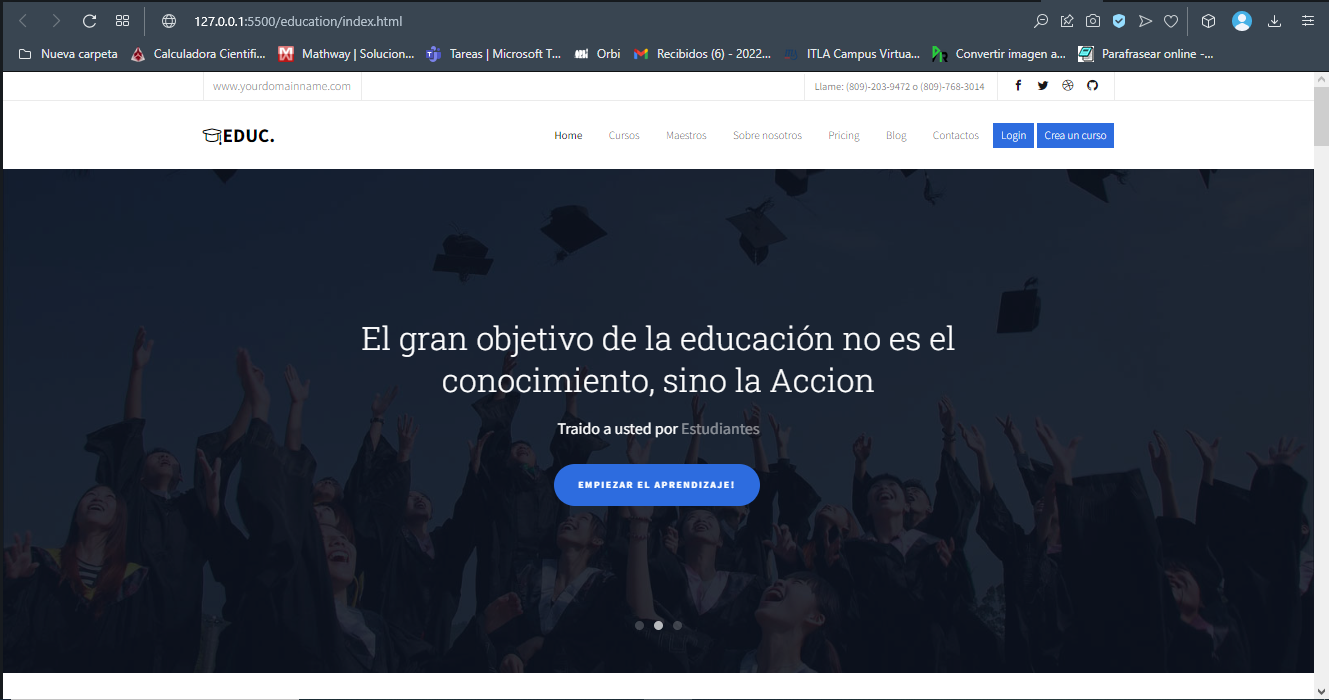 127.0.0.1:5500/education/index.html
Nueva carpeta Calculadora Cientifi... Mathway | Solucion... Tareas | Microsoft T... Orbi Recibidos (6) - 2022... ITLA Campus Virtua... Convertir imagen a... Parafrasear online -...
www.yourdomainname.com Llame: (809)-203-9472 o (809)-768-3014
EDUC. Home Cursos Maestros Sobre nosotros Pricing Blog Contactos Login Crea un curso
El gran objetivo de la educación no es el
conocimiento, sino la Accion
Traido a usted por Estudiantes
EMPIEZAR EL APRENDIZAJE!